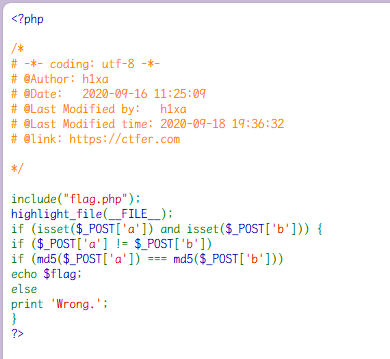 <?php
/*
# -*- coding: utf-8 -*-
# @Author: h1xa
# @Date:   2020-09-16 11:25:09
# @Last Modified by:   h1xa
# @Last Modified time: 2020-09-18 19:36:32
# @link: https://ctfer.com
*/
include("flag.php");
highlight_file(__FILE__);
if (isset($_POST['a']) and isset($_POST['b'])) {
if ($_POST['a'] != $_POST['b'])
if (md5($_POST['a']) === md5($_POST['b']))
echo $flag;
else
print 'Wrong.';
}
?>